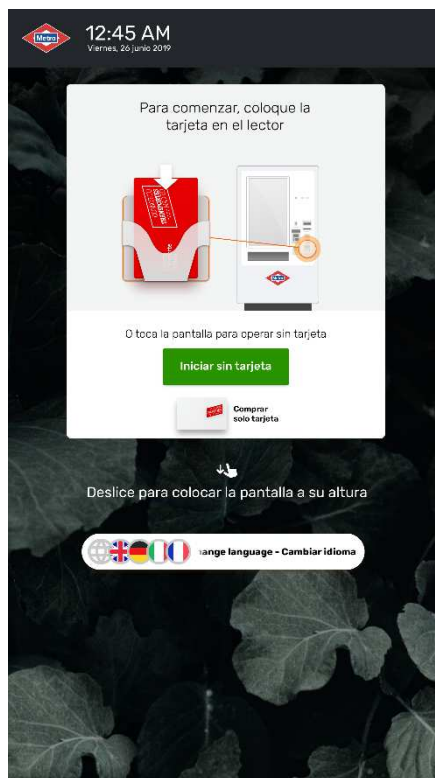 Metro
12:45 AM
Viernes, 26 junio 2019
Para comenzar, coloque la
tarjeta en el lector
Metro
O toca la pantalla para operar sin tarjeta
Iniciar sin tarjeta
Comprar
solo tarjeta
Deslice para colocar la pantalla a su altura
ange language - Cambiar idioma